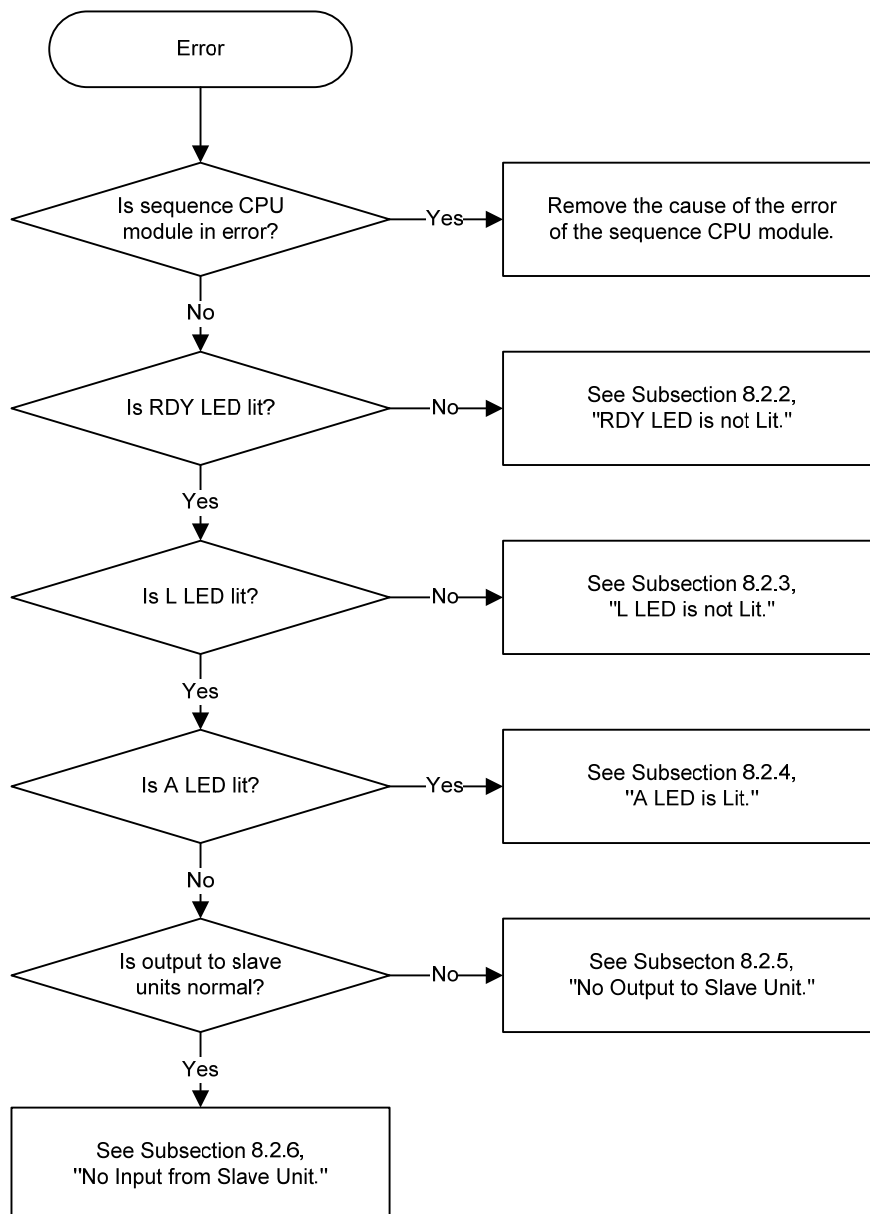 Error
Is sequence CPU
module in error?
Yes
Remove the cause of the error
of the sequence CPU module.
No
Is RDY LED lit?
No
See Subsection 8.2.2,
"RDY LED is not Lit."
Yes
Is L LED lit?
No
See Subsection 8.2.3,
"L LED is not Lit."
Yes
Is A LED lit?
Yes
See Subsection 8.2.4,
"A LED is Lit."
No
Is output to slave
units normal?
No
See Subsecton 8.2.5,
"No Output to Slave Unit."
Yes
See Subsection 8.2.6,
"No Input from Slave Unit."